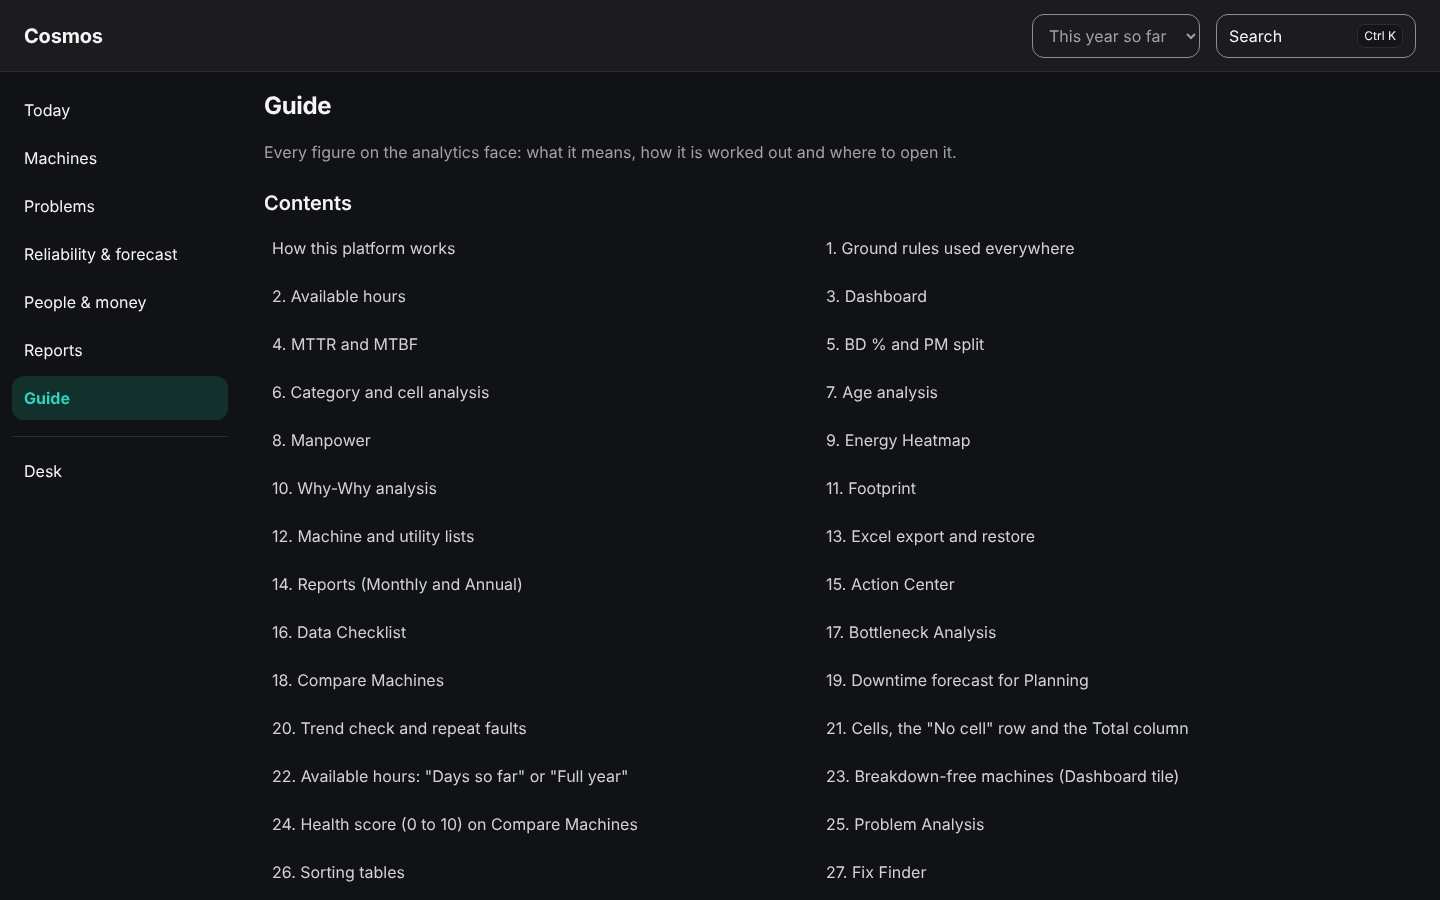 Cosmos
This year so far
Search
Ctrl K
Today
Machines
Problems
Reliability & forecast
People & money
Reports
Guide
Desk
Guide
Every figure on the analytics face: what it means, how it is worked out and where to open it.
Contents
How this platform works
1. Ground rules used everywhere
2. Available hours
3. Dashboard
4. MTTR and MTBF
5. BD % and PM split
6. Category and cell analysis
7. Age analysis
8. Manpower
9. Energy Heatmap
10. Why-Why analysis
11. Footprint
12. Machine and utility lists
13. Excel export and restore
14. Reports (Monthly and Annual)
15. Action Center
16. Data Checklist
17. Bottleneck Analysis
18. Compare Machines
19. Downtime forecast for Planning
20. Trend check and repeat faults
21. Cells, the "No cell" row and the Total column
22. Available hours: "Days so far" or "Full year"
23. Breakdown-free machines (Dashboard tile)
24. Health score (0 to 10) on Compare Machines
25. Problem Analysis
26. Sorting tables
27. Fix Finder